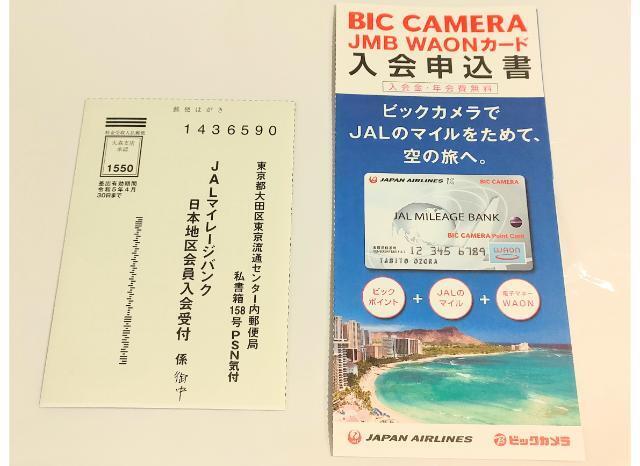 郵便はがき
1436590
料金受取人払郵便
大森支店
承認
1550
差出有効期間
令和5年4月
30日まで
東京都大田区東京流通センター内郵便局
私書箱158号PSN気付
JALマイレージバンク
日本地区会員入会受付 係 御中
BIC CAMERA
JMB WAONカード
入会申込書
入会金・年会費無料
ビックカメラで
JALのマイルをためて、
空の旅へ。
JAPAN AIRLINES
BIC CAMERA
JAL MILEAGE BANK
BIC CAMERA Point Card
12 345 6789
WAON
TABITO OZORA
ビック
ポイント
+
JALの
マイル
+
電子マネー
WAON
JAPAN AIRLINES
ビックカメラ